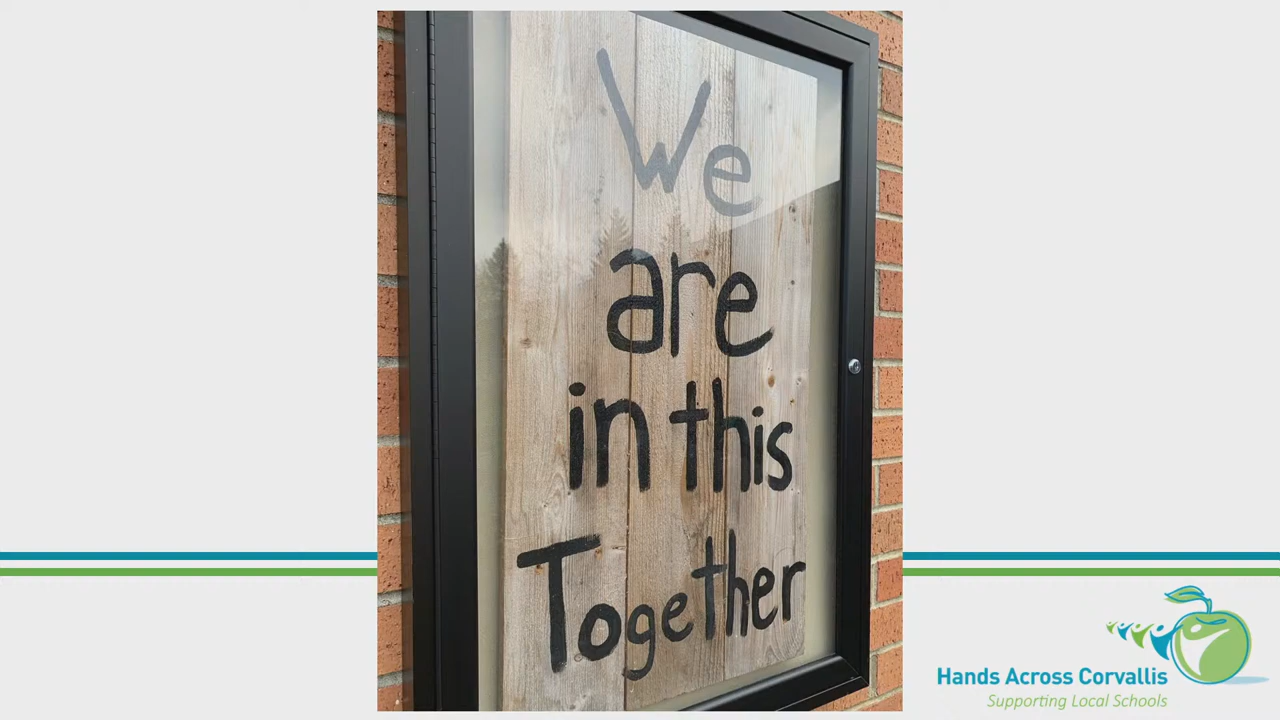 We
are
in this
Together
Hands Across Corvallis
Supporting Local Schools